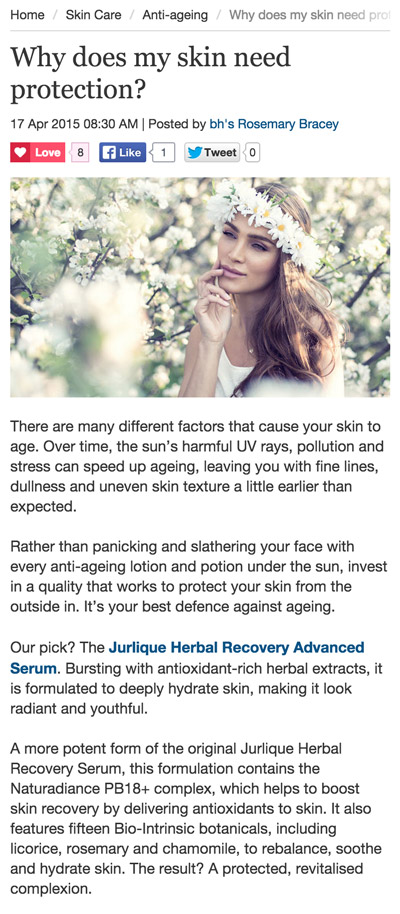 Home / Skin Care / Anti-ageing / Why does my skin need prot
Why does my skin need
protection?
17 Apr 2015 08:30 AM | Posted by bh's Rosemary Bracey
Love 8 Like 1 Tweet 0
There are many different factors that cause your skin to
age. Over time, the sun's harmful UV rays, pollution and
stress can speed up ageing, leaving you with fine lines,
dullness and uneven skin texture a little earlier than
expected.
Rather than panicking and slathering your face with
every anti-ageing lotion and potion under the sun, invest
in a quality that works to protect your skin from the
outside in. It's your best defence against ageing.
Our pick? The Jurlique Herbal Recovery Advanced
Serum. Bursting with antioxidant-rich herbal extracts, it
is formulated to deeply hydrate skin, making it look
radiant and youthful.
A more potent form of the original Jurlique Herbal
Recovery Serum, this formulation contains the
Naturadiance PB18+ complex, which helps to boost
skin recovery by delivering antioxidants to skin. It also
features fifteen Bio-Intrinsic botanicals, including
licorice, rosemary and chamomile, to rebalance, soothe
and hydrate skin. The result? A protected, revitalised
complexion.